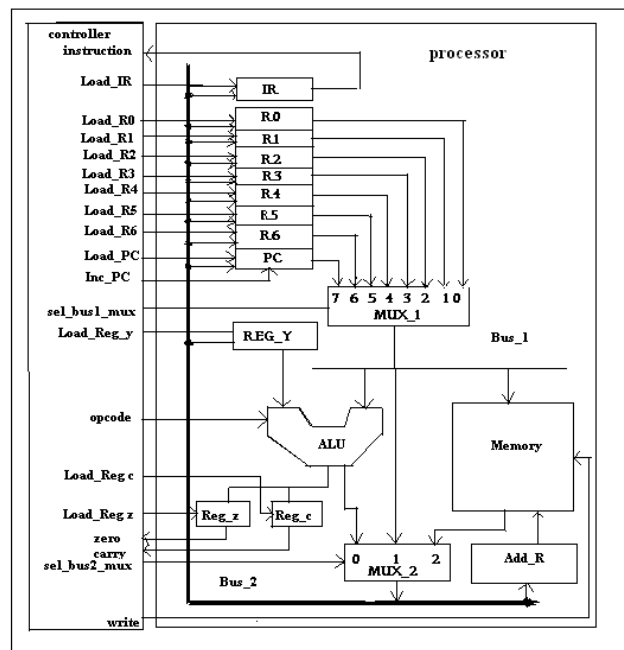 controller
instruction
processor
Load_IR
IR
Load_R0
R0
Load_R1
R1
Load_R2
R2
Load_R3
R3
Load_R4
R4
Load_R5
R5
Load_R6
R6
Load_PC
PC
Inc_PC
7 6 5 4 3 2 1 0
sel_bus1_mux
MUX_1
Load_Reg_y
REG_Y
Bus_1
opcode
ALU
Memory
Load_Reg c
Load_Reg z
Reg_z
Reg_c
zero
carry
0 1 2
Add_R
sel_bus2_mux
MUX_2
Bus_2
write